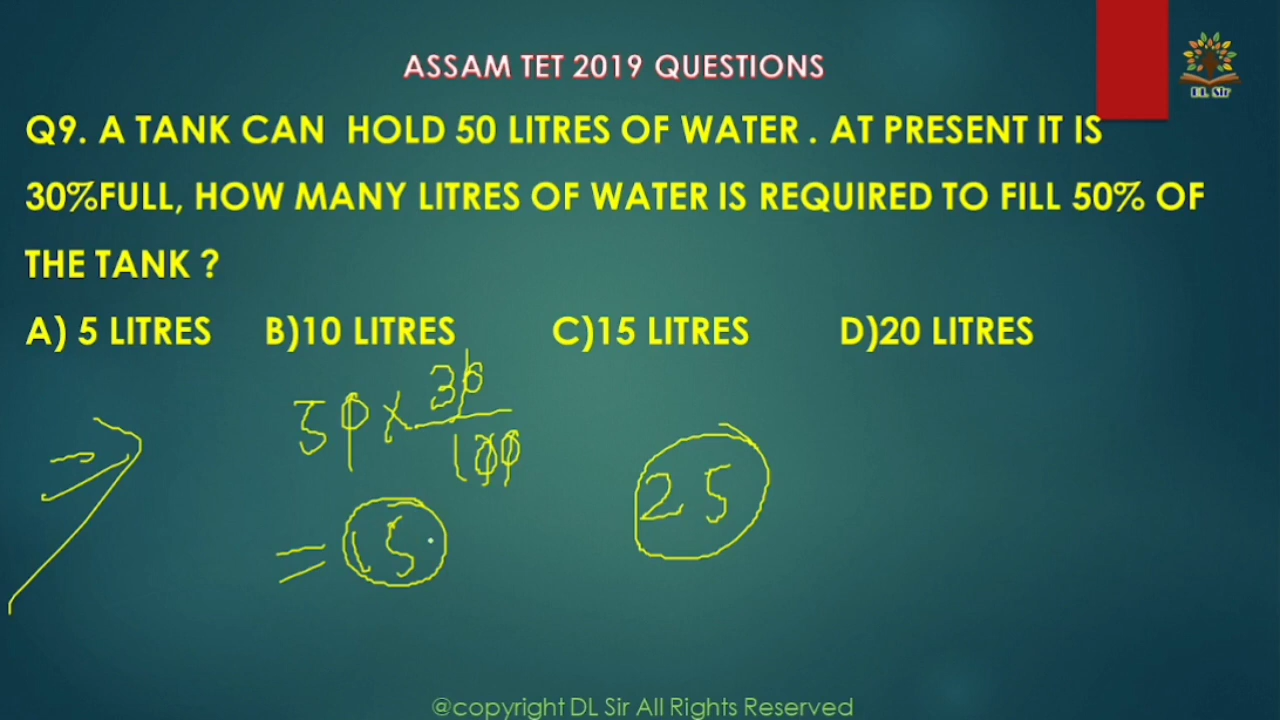 ASSAM TET 2019 QUESTIONS
DL Sir
Q9. A TANK CAN HOLD 50 LITRES OF WATER . AT PRESENT IT IS
30%FULL, HOW MANY LITRES OF WATER IS REQUIRED TO FILL 50% OF
THE TANK ?
A) 5 LITRES B)10 LITRES C)15 LITRES D)20 LITRES
50 x 30/100
= 15
25
@copyright DL Sir All Rights Reserved